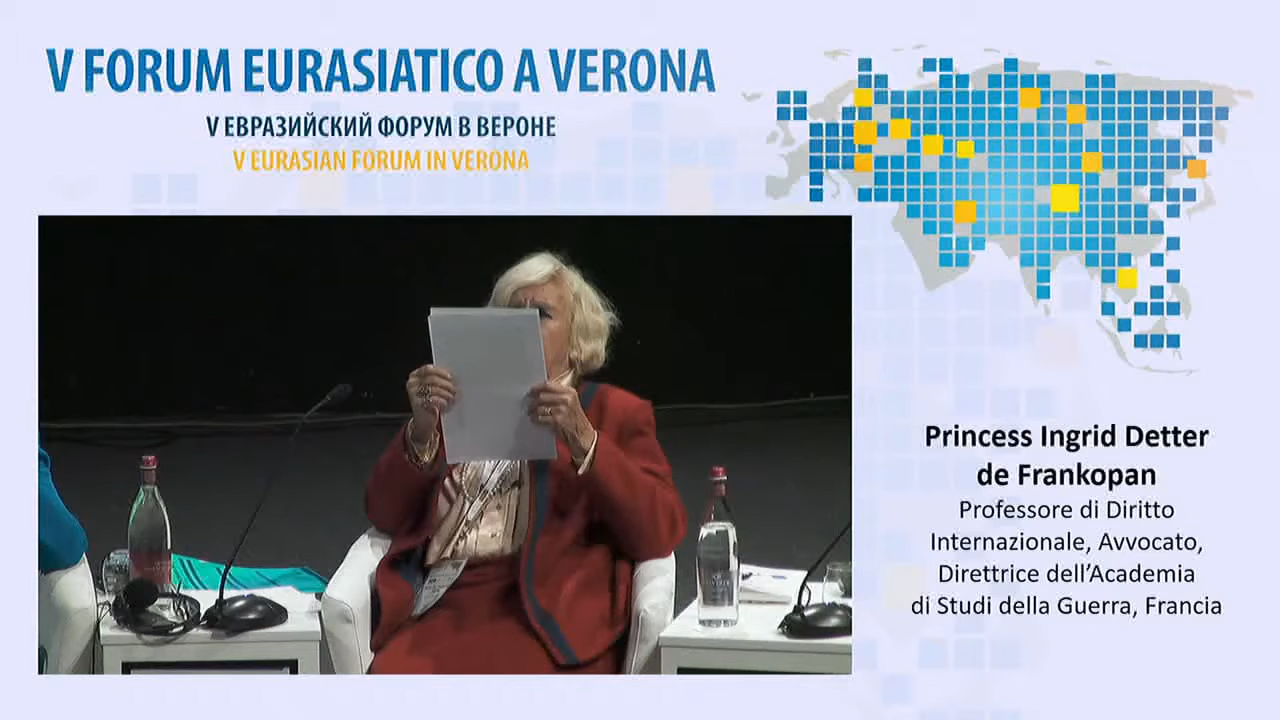 V FORUM EURASIATICO A VERONA
V ЕВРАЗИЙСКИЙ ФОРУМ В ВЕРОНЕ
V EURASIAN FORUM IN VERONA
Princess Ingrid Detter
de Frankopan
Professore di Diritto
Internazionale, Avvocato,
Direttrice dell’Academia
di Studi della Guerra, Francia